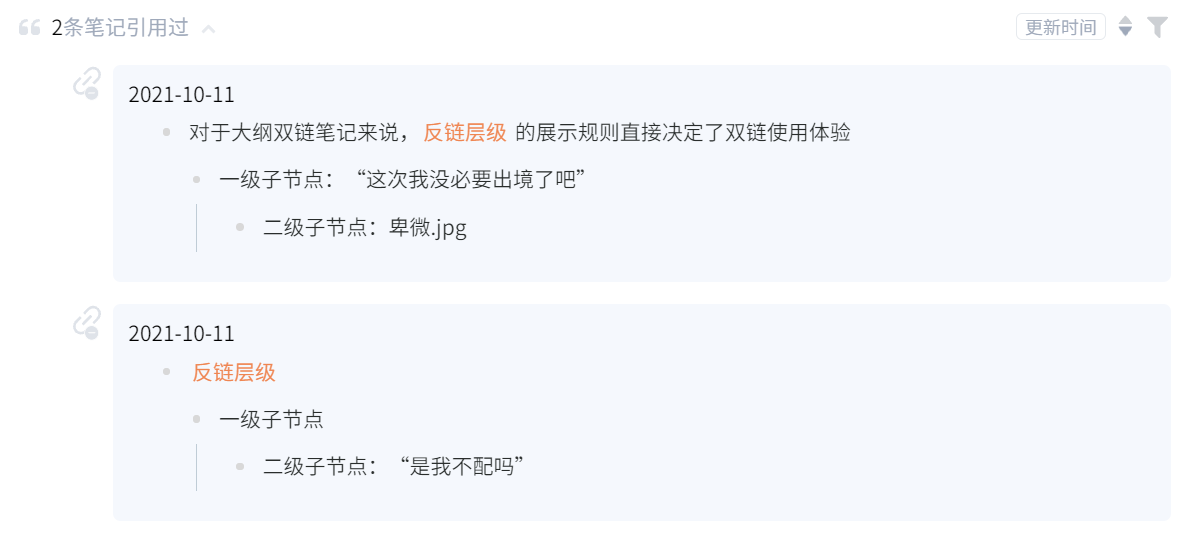 2条笔记引用过
更新时间
2021-10-11
对于大纲双链笔记来说，反链层级 的展示规则直接决定了双链使用体验
一级子节点：“这次我没必要出境了吧”
二级子节点：卑微.jpg
2021-10-11
反链层级
一级子节点
二级子节点：“是我不配吗”